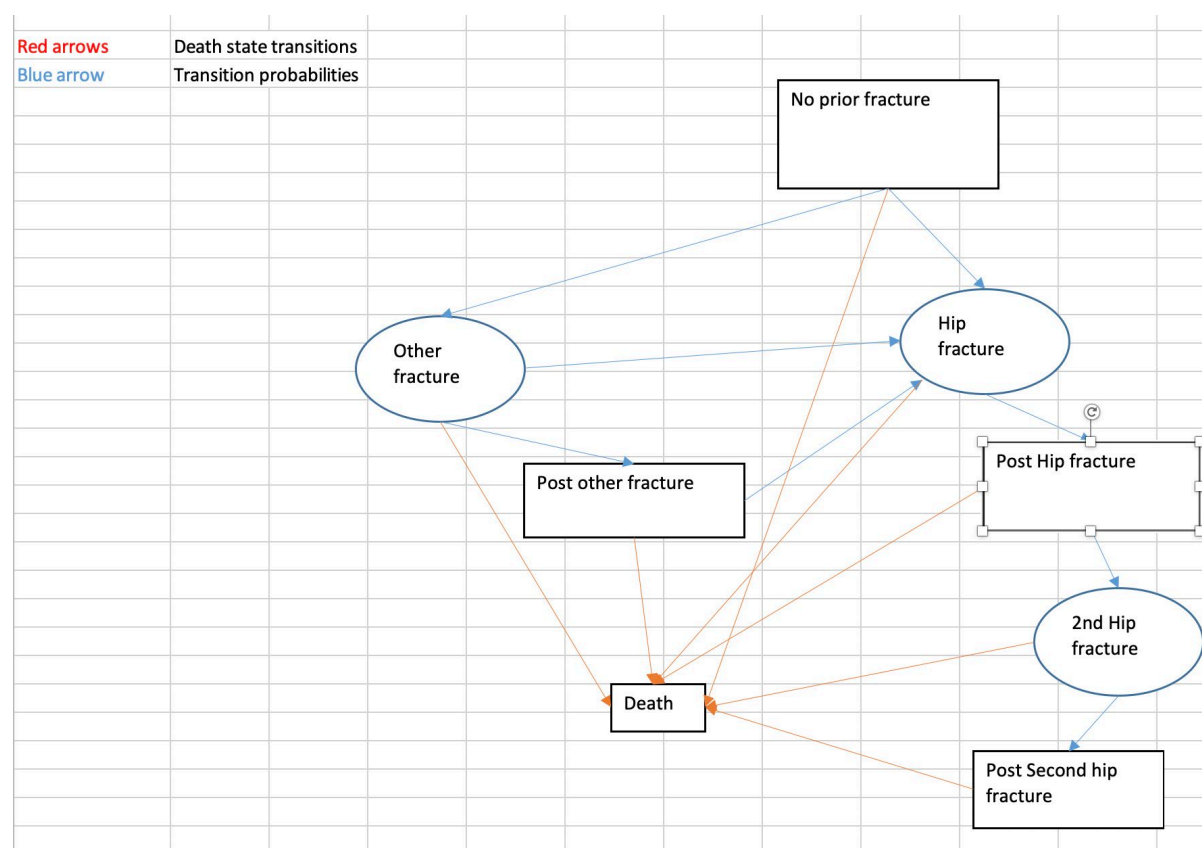 Red arrows Death state transitions
Blue arrow Transition probabilities
No prior fracture
Hip
fracture
Other
fracture
Post Hip fracture
Post other fracture
2nd Hip
fracture
Death
Post Second hip
fracture